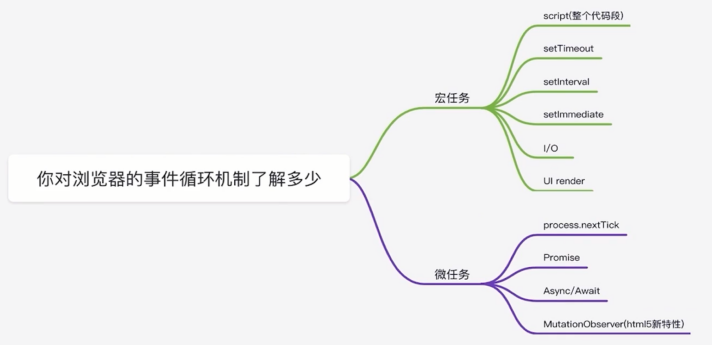 你对浏览器的事件循环机制了解多少
宏任务
script(整个代码段)
setTimeout
setInterval
setImmediate
I/O
UI render
微任务
process.nextTick
Promise
Async/Await
MutationObserver(html5新特性)